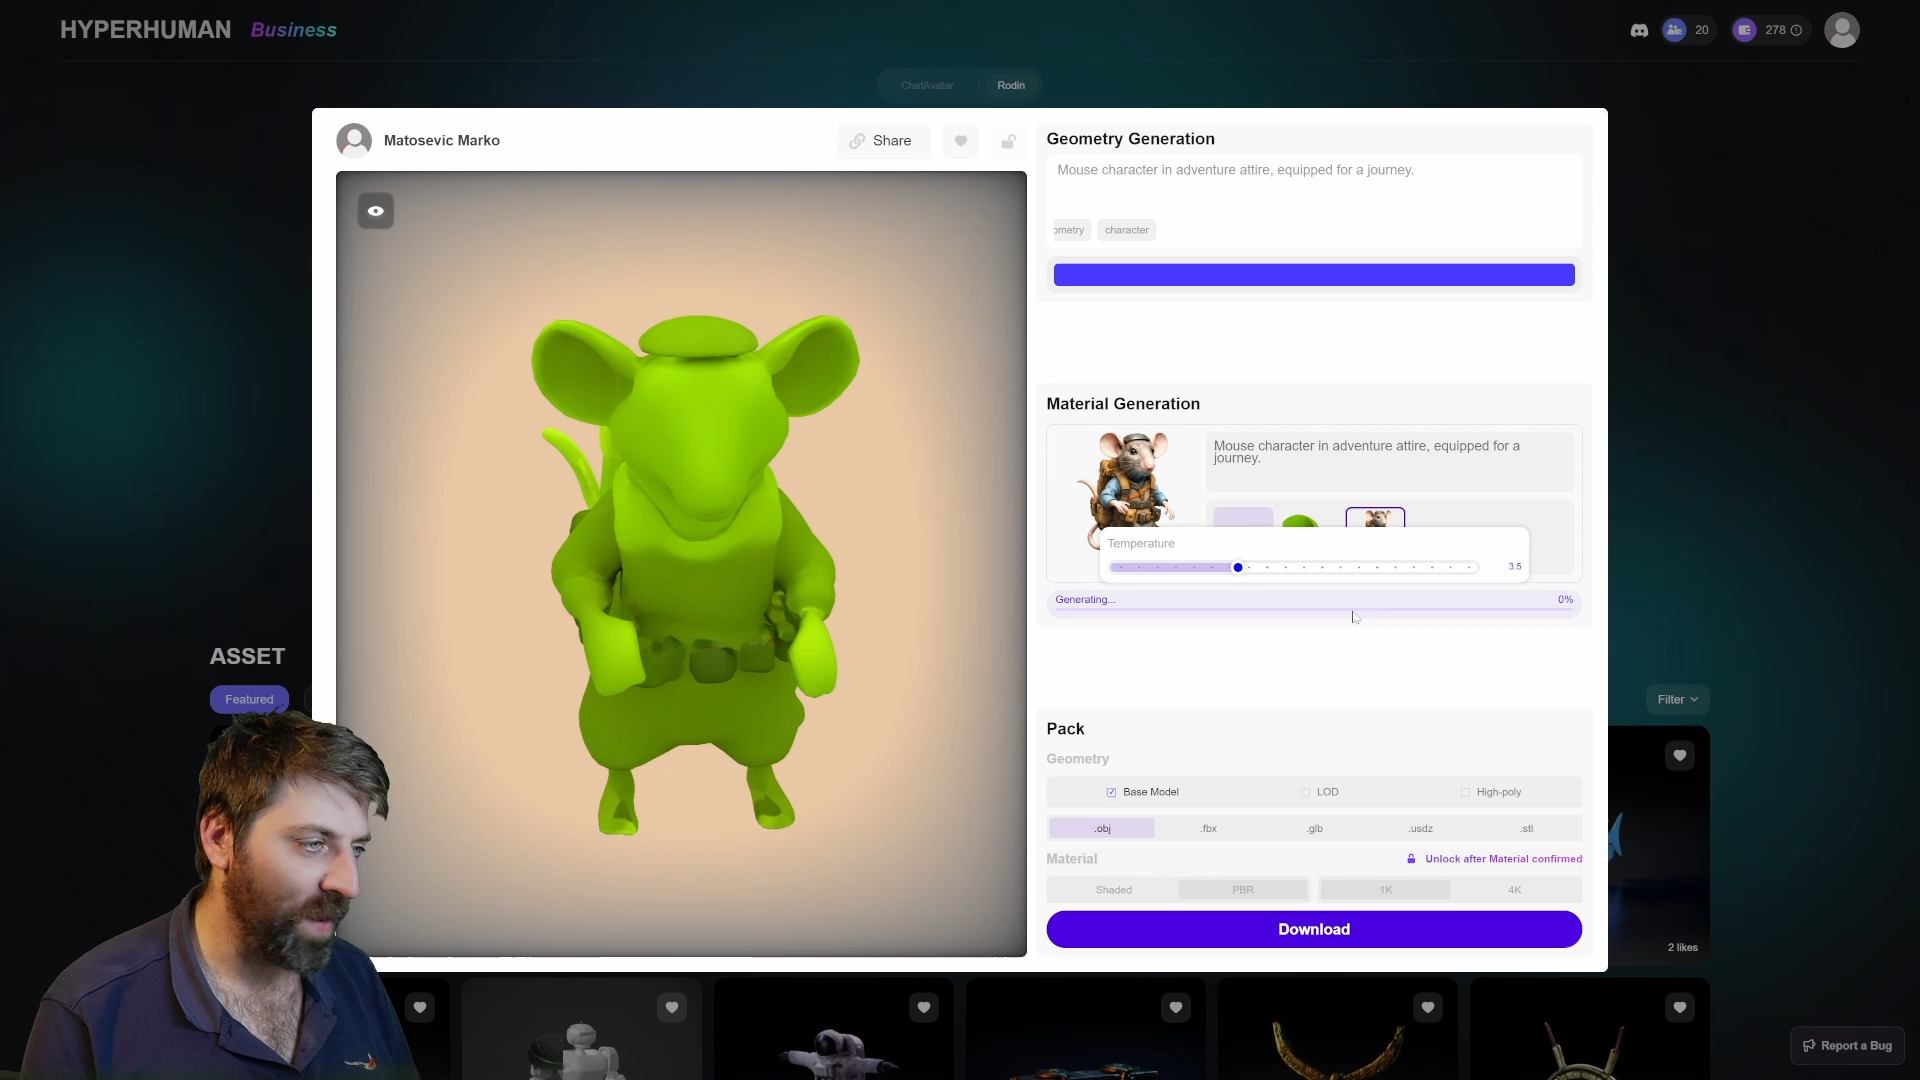 HYPERHUMAN Business
20
278
ChatAvatar
Rodin
Matosevic Marko
Share
Geometry Generation
Mouse character in adventure attire, equipped for a journey.
ometry
character
Material Generation
Mouse character in adventure attire, equipped for a
journey.
Temperature
3.5
Generating...
0%
ASSET
Featured
Filter
Pack
Geometry
Base Model
LOD
High-poly
.obj
.fbx
.glb
.usdz
.stl
Material
Unlock after Material confirmed
Shaded
PBR
1K
4K
Download
2 likes
Report a Bug